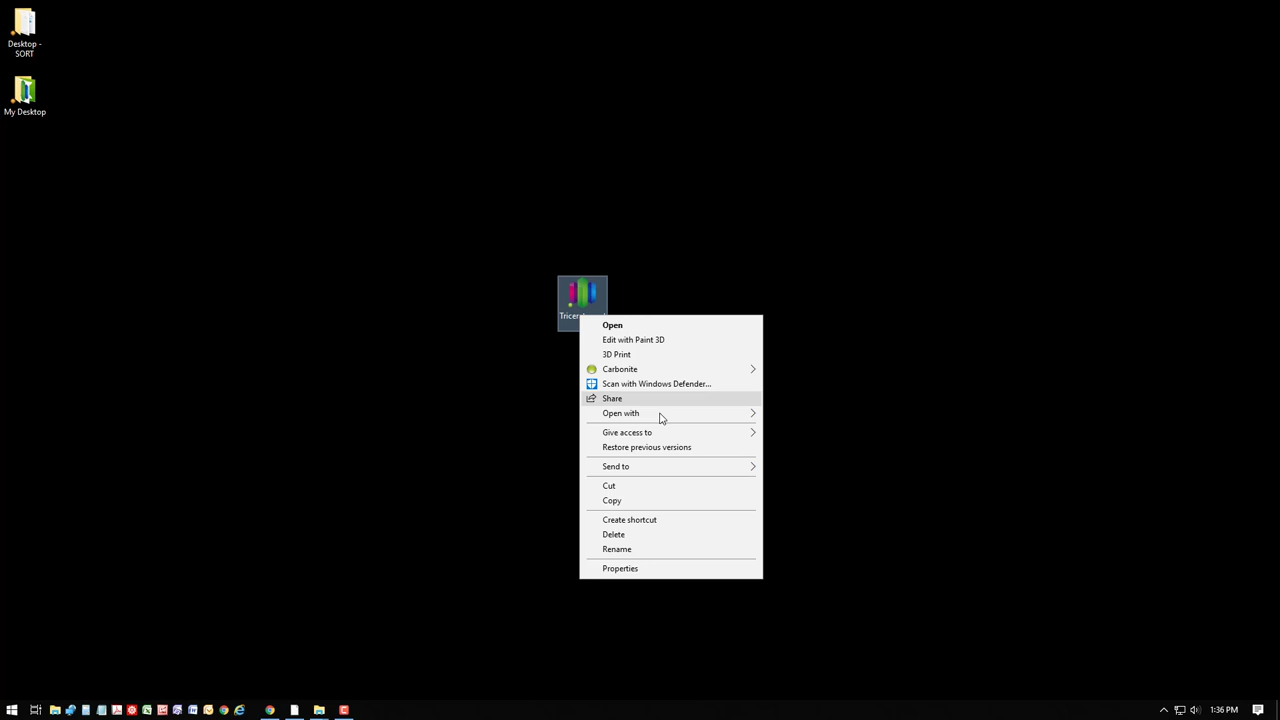 Desktop -
SORT
My Desktop
Open
Edit with Paint 3D
3D Print
Carbonite
Scan with Windows Defender...
Share
Open with
Give access to
Restore previous versions
Send to
Cut
Copy
Create shortcut
Delete
Rename
Properties
1:36 PM